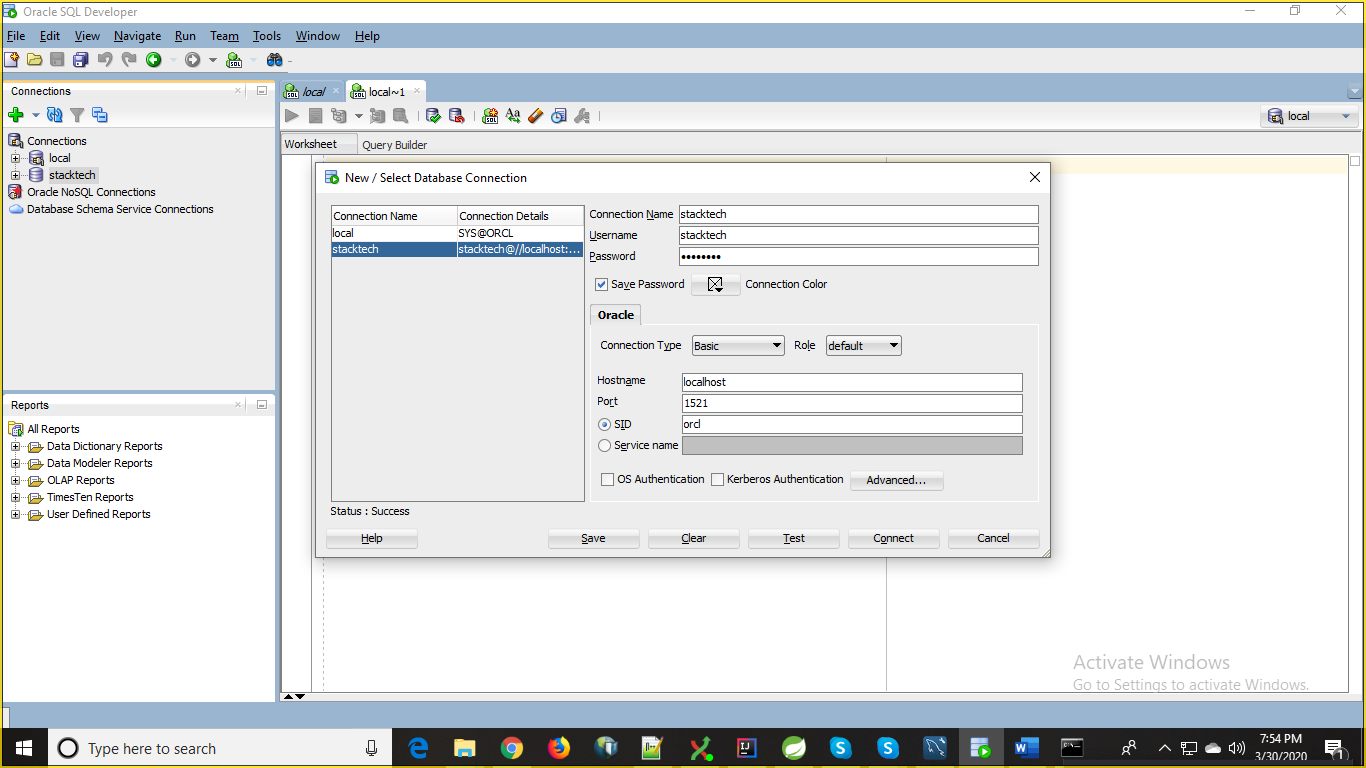 Oracle SQL Developer
File Edit View Navigate Run Team Tools Window Help
Connections
local
local~1
Connections
local
stacktech
Oracle NoSQL Connections
Database Schema Service Connections
local
Worksheet
Query Builder
New / Select Database Connection
Connection Name Connection Details
local SYS@ORCL
stacktech stacktech@//localhost:...
Connection Name stacktech
Username stacktech
Password ••••••••
Save Password
Connection Color
Oracle
Connection Type Basic Role default
Hostname localhost
Port 1521
SID orcl
Service name
OS Authentication Kerberos Authentication Advanced...
Status : Success
Help Save Clear Test Connect Cancel
Reports
All Reports
Data Dictionary Reports
Data Modeler Reports
OLAP Reports
TimesTen Reports
User Defined Reports
Activate Windows
Go to Settings to activate Windows.
Type here to search
7:54 PM
3/30/2020
1